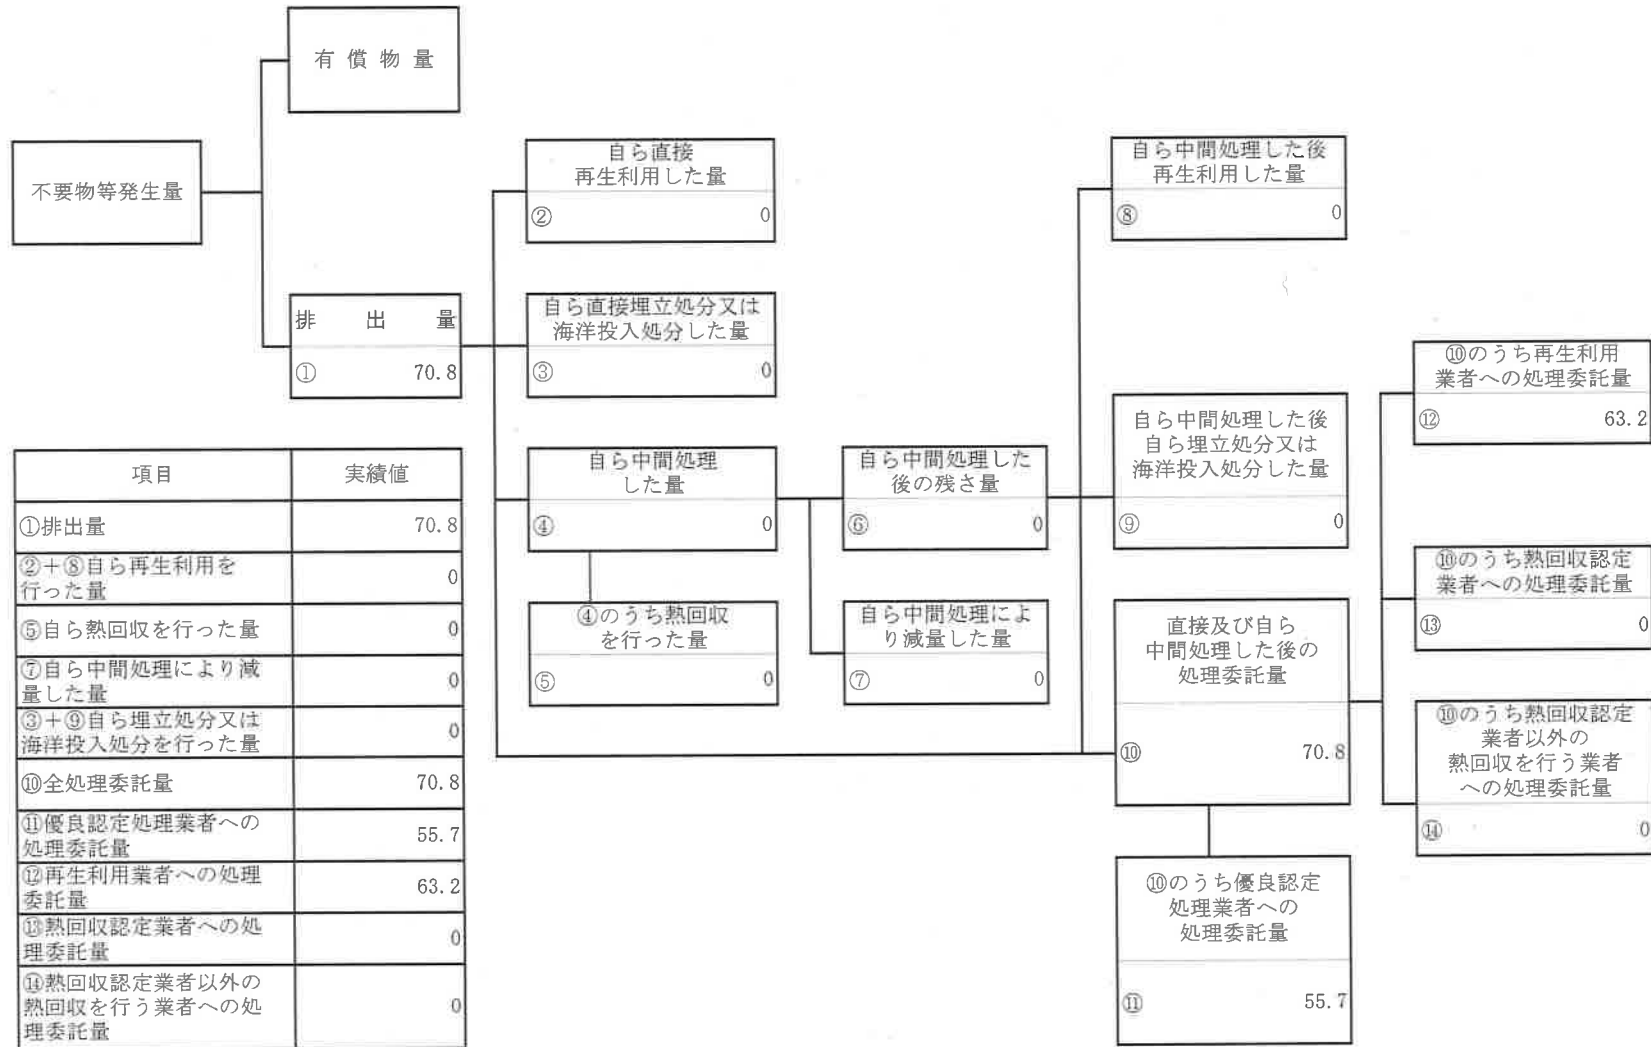 有償物量
不要物等発生量
排出量
① 70.8
自ら直接
再生利用した量
② 0
自ら直接埋立処分又は
海洋投入処分した量
③ 0
自ら中間処理
した量
④ 0
④のうち熱回収
を行った量
⑤ 0
自ら中間処理した
後の残さ量
⑥ 0
自ら中間処理によ
り減量した量
⑦ 0
自ら中間処理した後
再生利用した量
⑧ 0
自ら中間処理した後
自ら埋立処分又は
海洋投入処分した量
⑨ 0
直接及び自ら
中間処理した後の
処理委託量
⑩ 70.8
⑩のうち優良認定
処理業者への
処理委託量
⑪ 55.7
⑩のうち再生利用
業者への処理委託量
⑫ 63.2
⑩のうち熱回収認定
業者への処理委託量
⑬ 0
⑩のうち熱回収認定
業者以外の
熱回収を行う業者
への処理委託量
⑭ 0
項目 実績値
①排出量 70.8
②+⑧自ら再生利用を
行った量 0
⑤自ら熱回収を行った量 0
⑦自ら中間処理により減
量した量 0
③+⑨自ら埋立処分又は
海洋投入処分を行った量 0
⑩全処理委託量 70.8
⑪優良認定処理業者への
処理委託量 55.7
⑫再生利用業者への処理
委託量 63.2
⑬熱回収認定業者への処
理委託量 0
⑭熱回収認定業者以外の
熱回収を行う業者への処
理委託量 0